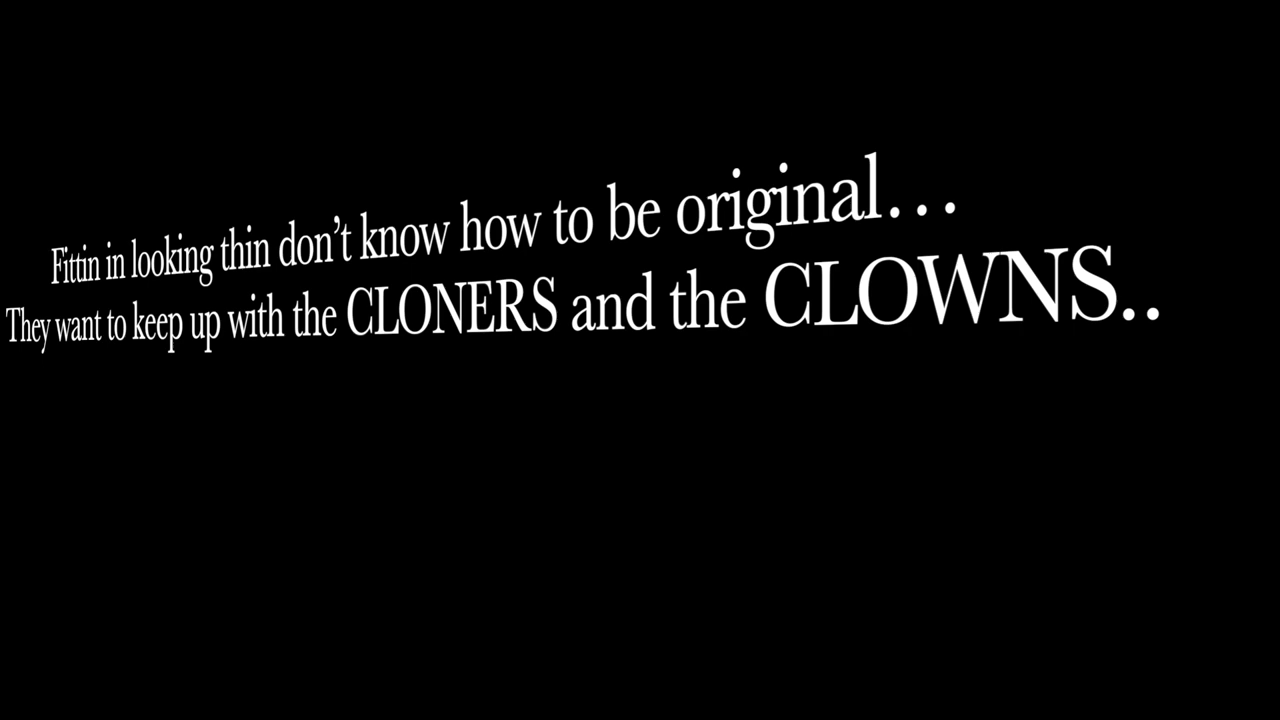 Fittin in looking thin don’t know how to be original…
They want to keep up with the CLONERS and the CLOWNS..